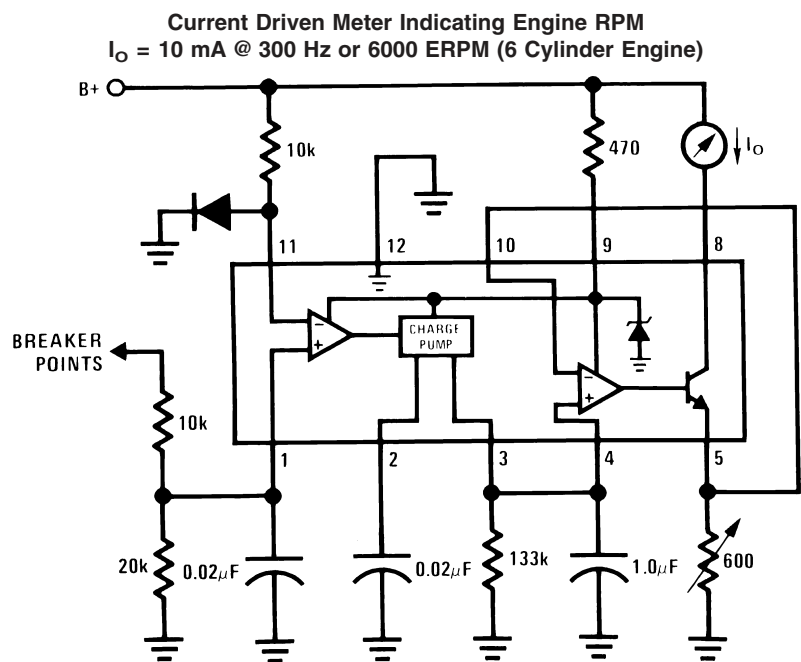 Current Driven Meter Indicating Engine RPM
I_O = 10 mA @ 300 Hz or 6000 ERPM (6 Cylinder Engine)
B+
10k
470
I_O
11
12
10
9
8
BREAKER
POINTS
CHARGE
PUMP
−
+
−
+
10k
1
2
3
4
5
20k
0.02μF
0.02μF
133k
1.0μF
600